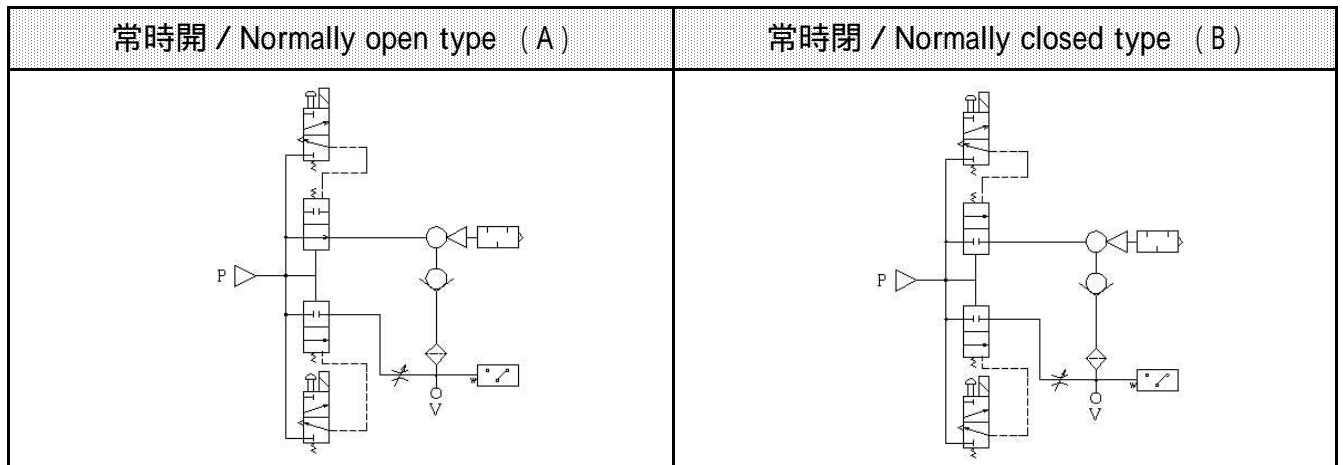 常時開 / Normally open type (A)
常時閉 / Normally closed type (B)
P
V
P
V